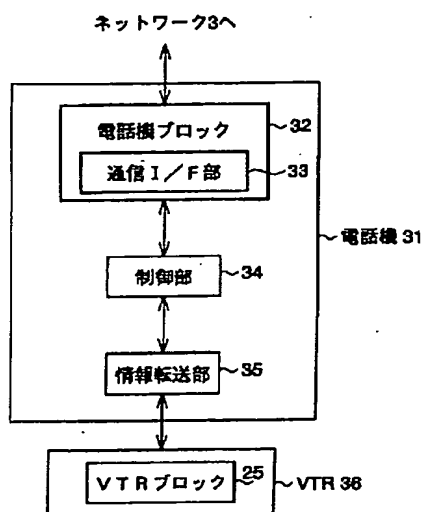 ネットワーク3へ
電話機ブロック
32
通信I/F部
33
電話機31
制御部
34
情報転送部
35
VTRブロック
25
VTR 36